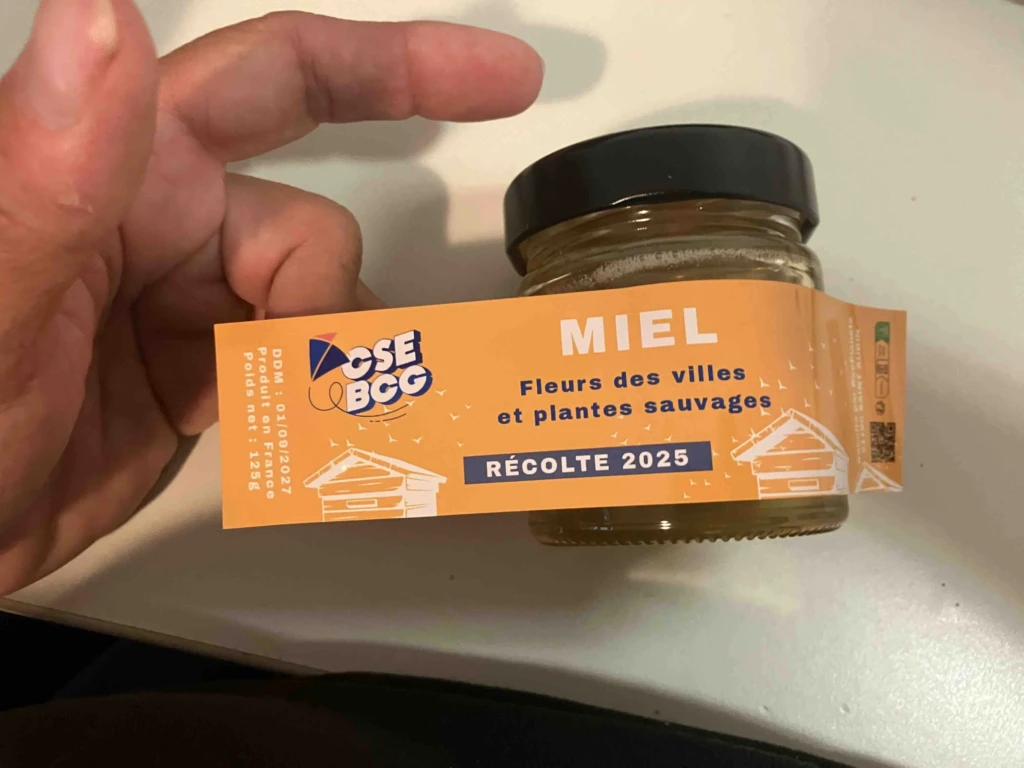 CSE
BCG
MIEL
Fleurs des villes
et plantes sauvages
RÉCOLTE 2025
DDM : 01/09/2027
Produit en France
Poids net : 125g